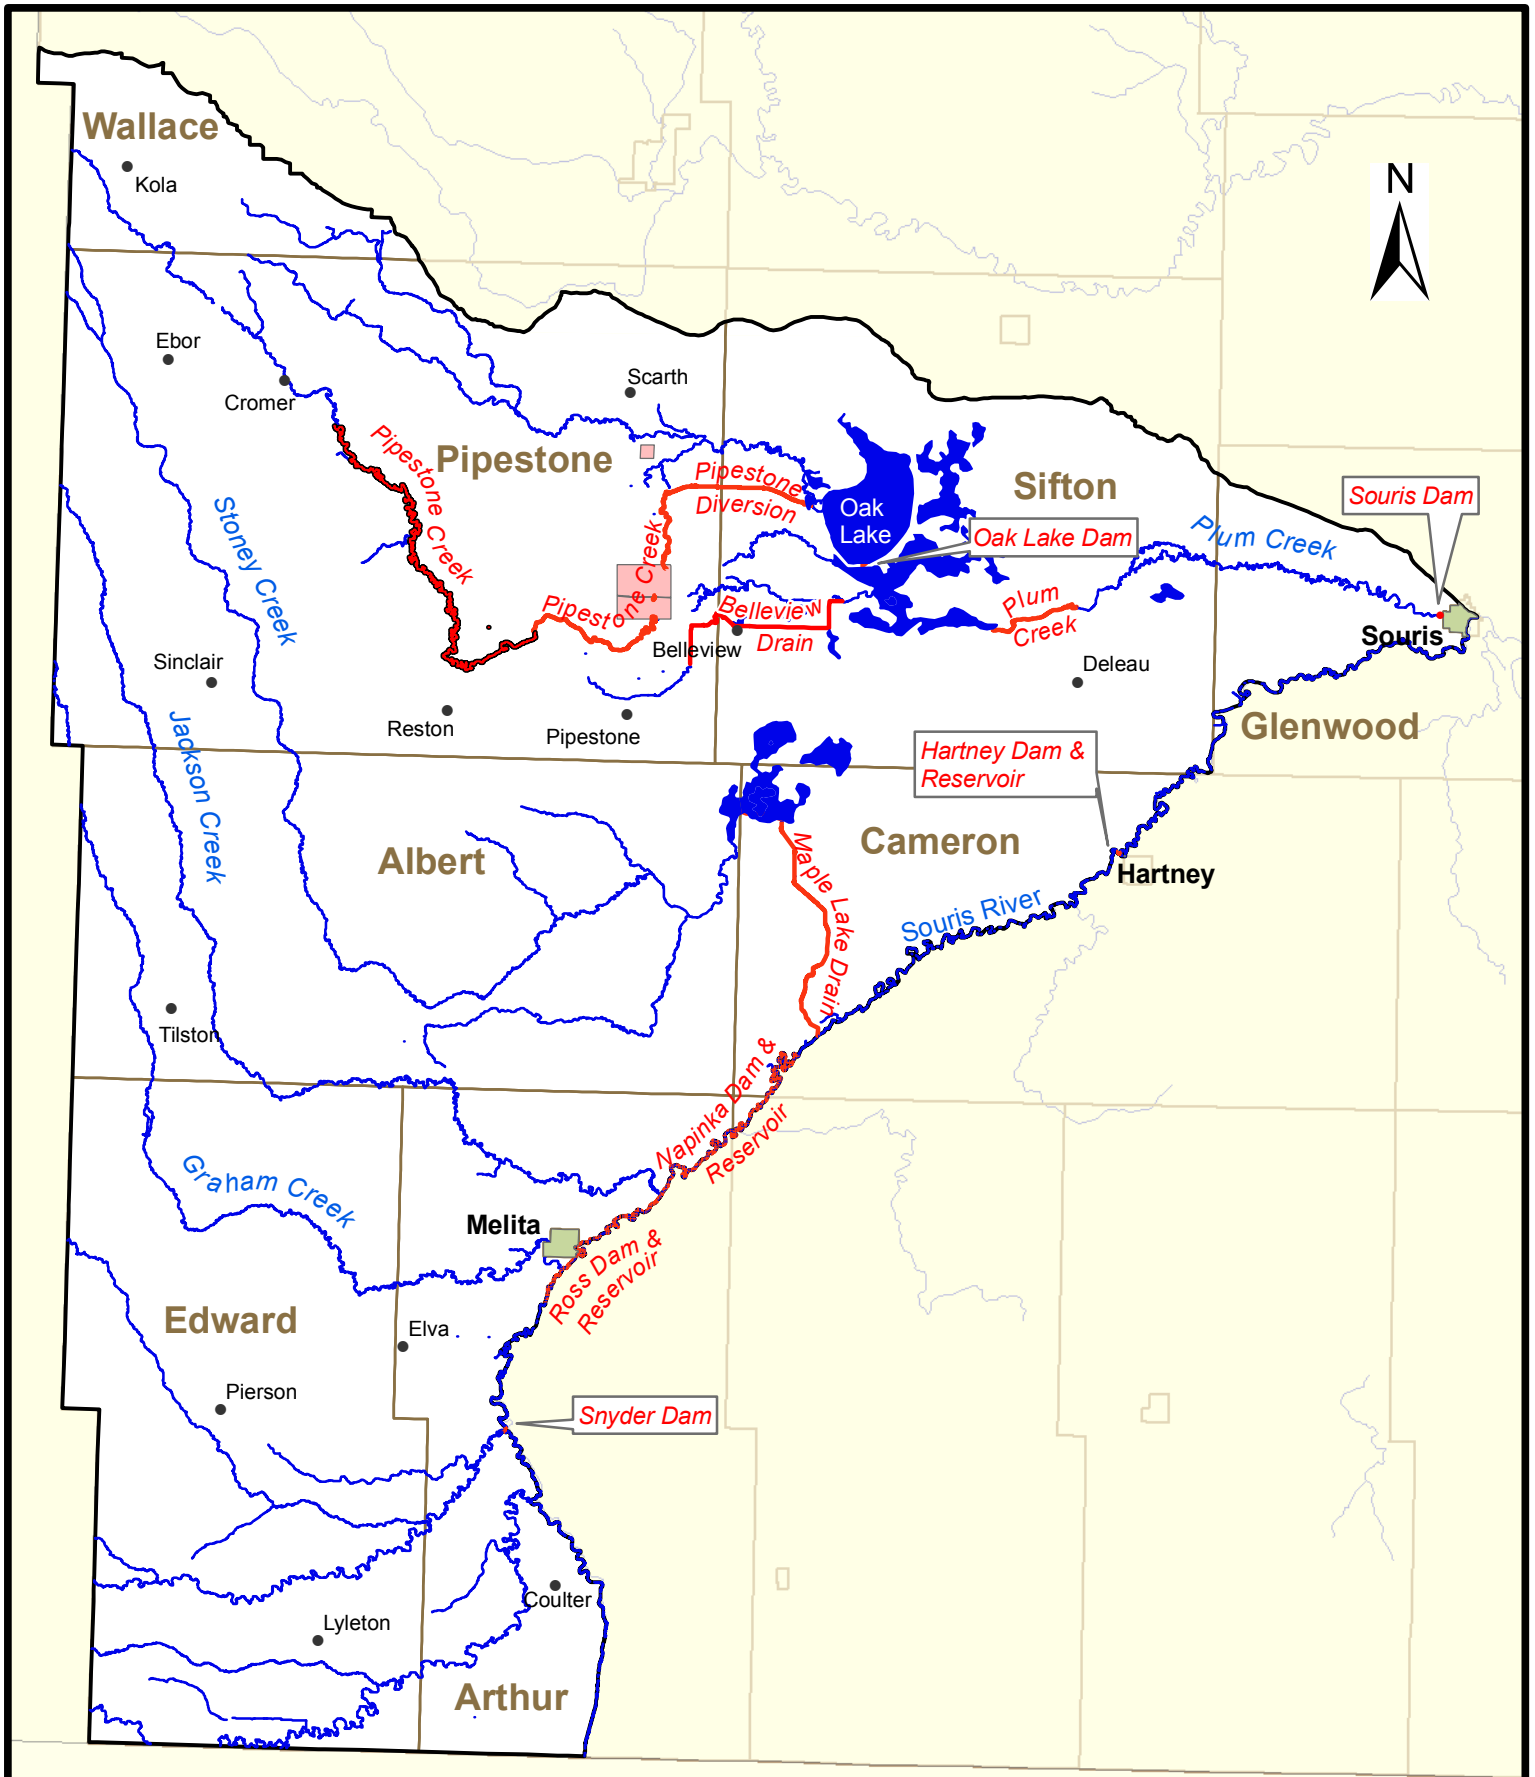 Wallace
Kola
N
Ebor
Cromer
Scarth
Pipestone Creek
Pipestone
Pipestone
Diversion
Oak
Lake
Sifton
Souris Dam
Stoney Creek
Oak Lake Dam
Plum Creek
Pipestone Creek
Belleview
Drain
Belleview
Plum
Creek
Souris
Sinclair
Deleau
Jackson Creek
Reston
Pipestone
Glenwood
Hartney Dam &
Reservoir
Albert
Cameron
Maple Lake Drain
Hartney
Souris River
Tilston
Napinka Dam &
Reservoir
Graham Creek
Melita
Ross Dam &
Reservoir
Edward
Elva
Pierson
Snyder Dam
Coulter
Lyleton
Arthur